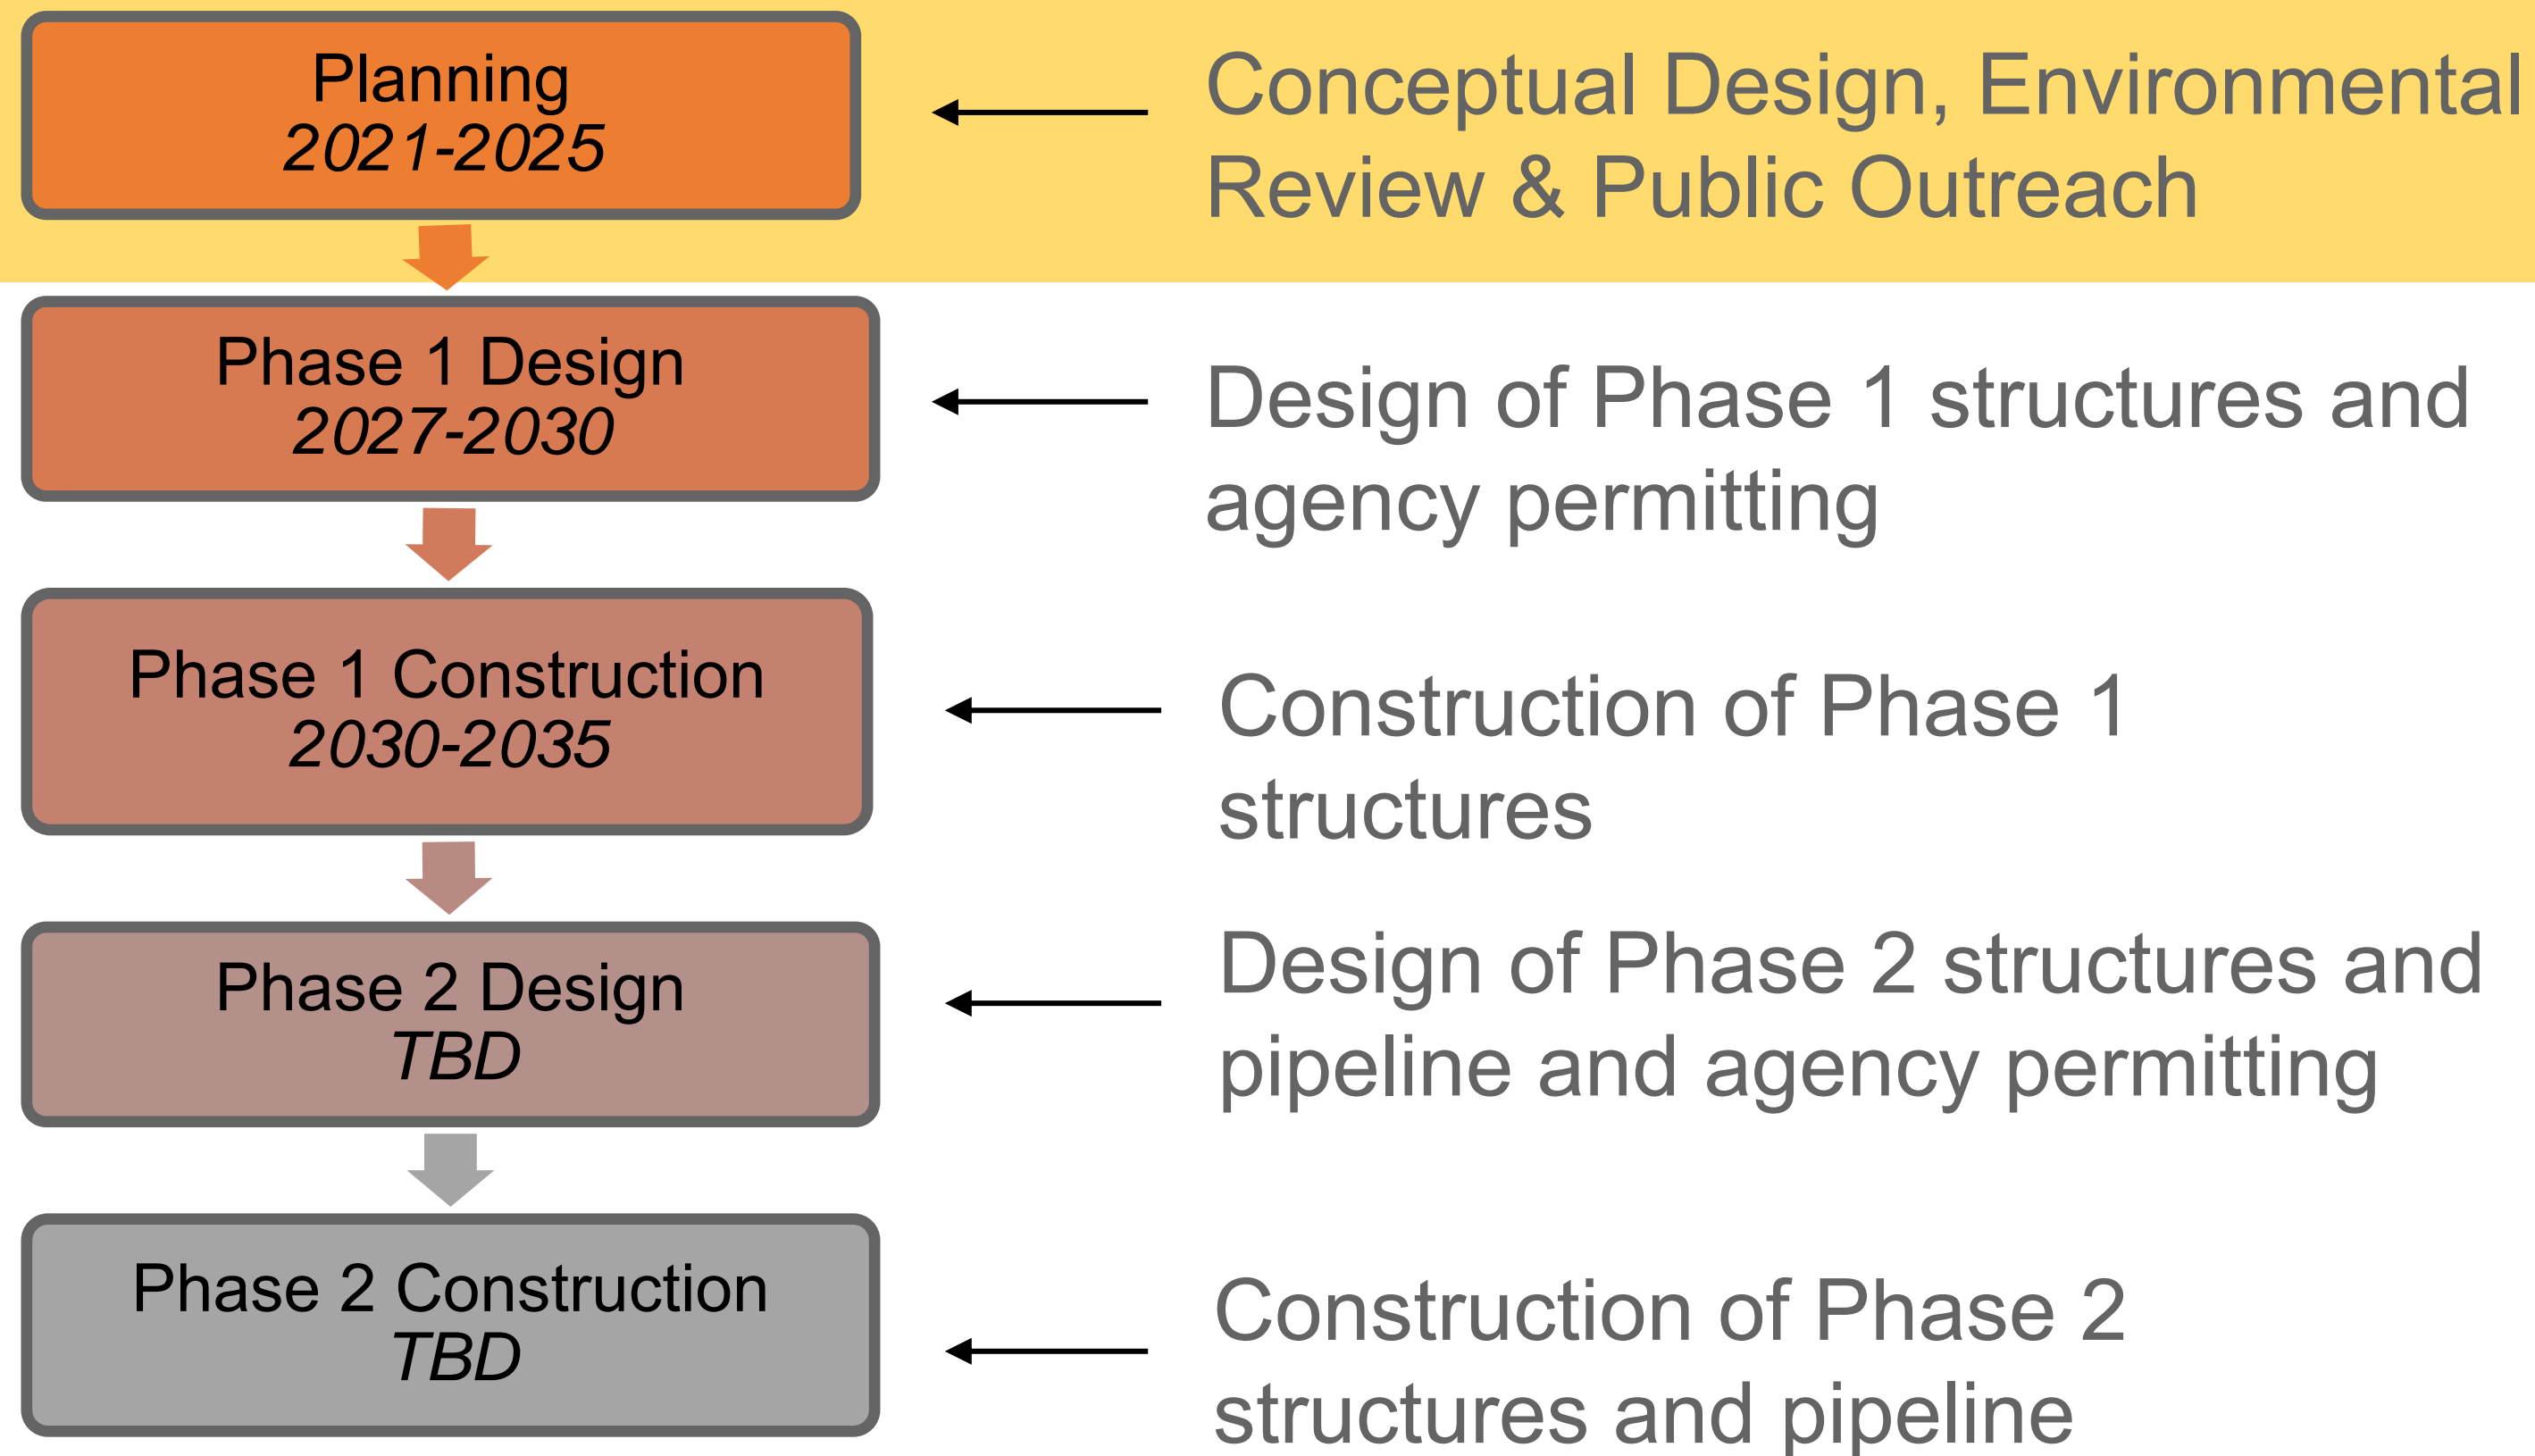 Planning
2021-2025
Conceptual Design, Environmental
Review & Public Outreach
Phase 1 Design
2027-2030
Design of Phase 1 structures and
agency permitting
Phase 1 Construction
2030-2035
Construction of Phase 1
structures
Phase 2 Design
TBD
Design of Phase 2 structures and
pipeline and agency permitting
Phase 2 Construction
TBD
Construction of Phase 2
structures and pipeline